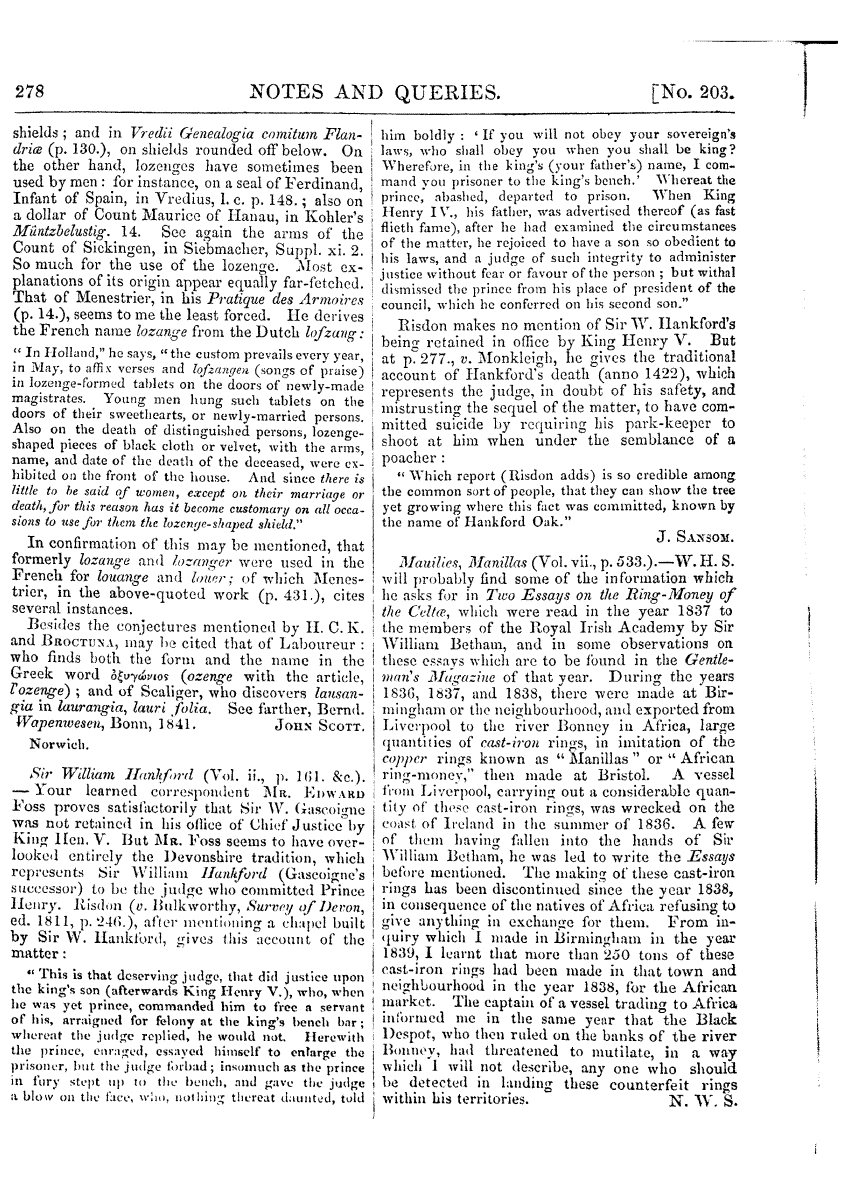 278 NOTES AND QUERIES. [No. 203.
shields; and in Vredii Genealogia comitum Flan-
driæ (p. 130.), on shields rounded off below. On
the other hand, lozenges have sometimes been
used by men: for instance, on a seal of Ferdinand,
Infant of Spain, in Vredius, l. c. p. 148.; also on
a dollar of Count Maurice of Hanau, in Kohler's
Müntzbelustig. 14. See again the arms of the
Count of Sickingen, in Siebmacher, Suppl. xi. 2.
So much for the use of the lozenge. Most ex-
planations of its origin appear equally far-fetched.
That of Menestrier, in his Pratique des Armoires
(p. 14.), seems to me the least forced. He derives
the French name lozange from the Dutch lofzang:
"In Holland," he says, "the custom prevails every year,
in May, to affix verses and lofzangen (songs of praise)
in lozenge-formed tablets on the doors of newly-made
magistrates. Young men hung such tablets on the
doors of their sweethearts, or newly-married persons.
Also on the death of distinguished persons, lozenge-
shaped pieces of black cloth or velvet, with the arms,
name, and date of the death of the deceased, were ex-
hibited on the front of the house. And since there is
little to be said of women, except on their marriage or
death, for this reason has it become customary on all occa-
sions to use for them the lozenge-shaped shield."
In confirmation of this may be mentioned, that
formerly lozange and lozanger were used in the
French for louange and louer; of which Menes-
trier, in the above-quoted work (p. 431.), cites
several instances.
Besides the conjectures mentioned by H. C. K.
and BROCTUNA, may be cited that of Laboureur:
who finds both the form and the name in the
Greek word ὀξυγώνιος (ozenge with the article,
l'ozenge); and of Scaliger, who discovers lausan-
gia in laurangia, lauri folia. See farther, Bernd.
Wapenwesen, Bonn, 1841. JOHN SCOTT.
Norwich.
Sir William Hankford (Vol. ii., p. 161. &c.).
— Your learned correspondent MR. EDWARD
FOSS proves satisfactorily that Sir W. Gascoigne
was not retained in his office of Chief Justice by
King Hen. V. But MR. FOSS seems to have over-
looked entirely the Devonshire tradition, which
represents Sir William Hankford (Gascoigne's
successor) to be the judge who committed Prince
Henry. Risdon (v. Bulkworthy, Survey of Devon,
ed. 1811, p. 246.), after mentioning a chapel built
by Sir W. Hankford, gives this account of the
matter:
"This is that deserving judge, that did justice upon
the king's son (afterwards King Henry V.), who, when
he was yet prince, commanded him to free a servant
of his, arraigned for felony at the king's bench bar;
whereat the judge replied, he would not. Herewith
the prince, enraged, essayed himself to enlarge the
prisoner, but the judge forbad; insomuch as the prince
in fury stept up to the bench, and gave the judge
a blow on the face, who, nothing thereat daunted, told
him boldly: 'If you will not obey your sovereign's
laws, who shall obey you when you shall be king?
Wherefore, in the king's (your father's) name, I com-
mand you prisoner to the king's bench.' Whereat the
prince, abashed, departed to prison. When King
Henry IV., his father, was advertised thereof (as fast
flieth fame), after he had examined the circumstances
of the matter, he rejoiced to have a son so obedient to
his laws, and a judge of such integrity to administer
justice without fear or favour of the person; but withal
dismissed the prince from his place of president of the
council, which he conferred on his second son."
Risdon makes no mention of Sir W. Hankford's
being retained in office by King Henry V. But
at p. 277., v. Monkleigh, he gives the traditional
account of Hankford's death (anno 1422), which
represents the judge, in doubt of his safety, and
mistrusting the sequel of the matter, to have com-
mitted suicide by requiring his park-keeper to
shoot at him when under the semblance of a
poacher:
"Which report (Risdon adds) is so credible among
the common sort of people, that they can show the tree
yet growing where this fact was committed, known by
the name of Hankford Oak."
J. SANSOM.
Mauilies, Manillas (Vol. vii., p. 533.).—W. H. S.
will probably find some of the information which
he asks for in Two Essays on the Ring-Money of
the Celtæ, which were read in the year 1837 to
the members of the Royal Irish Academy by Sir
William Betham, and in some observations on
these essays which are to be found in the Gentle-
man's Magazine of that year. During the years
1836, 1837, and 1838, there were made at Bir-
mingham or the neighbourhood, and exported from
Liverpool to the river Bonney in Africa, large
quantities of cast-iron rings, in imitation of the
copper rings known as "Manillas" or "African
ring-money," then made at Bristol. A vessel
from Liverpool, carrying out a considerable quan-
tity of these cast-iron rings, was wrecked on the
coast of Ireland in the summer of 1836. A few
of them having fallen into the hands of Sir
William Betham, he was led to write the Essays
before mentioned. The making of these cast-iron
rings has been discontinued since the year 1838,
in consequence of the natives of Africa refusing to
give anything in exchange for them. From in-
quiry which I made in Birmingham in the year
1839, I learnt that more than 250 tons of these
cast-iron rings had been made in that town and
neighbourhood in the year 1838, for the African
market. The captain of a vessel trading to Africa
informed me in the same year that the Black
Despot, who then ruled on the banks of the river
Bonney, had threatened to mutilate, in a way
which I will not describe, any one who should
be detected in landing these counterfeit rings
within his territories. N. W. S.